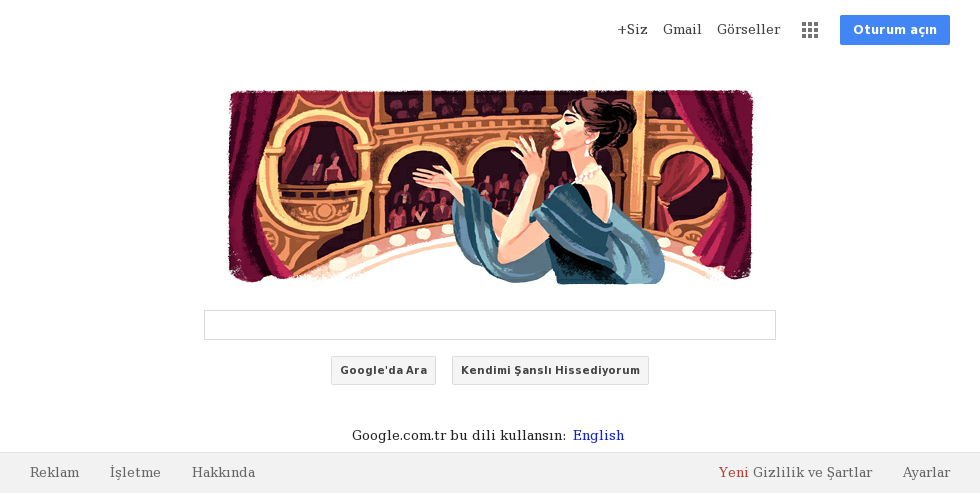 +Siz Gmail Görseller Oturum açın
Google'da Ara Kendimi Şanslı Hissediyorum
Google.com.tr bu dili kullansın: English
Reklam İşletme Hakkında Yeni Gizlilik ve Şartlar Ayarlar